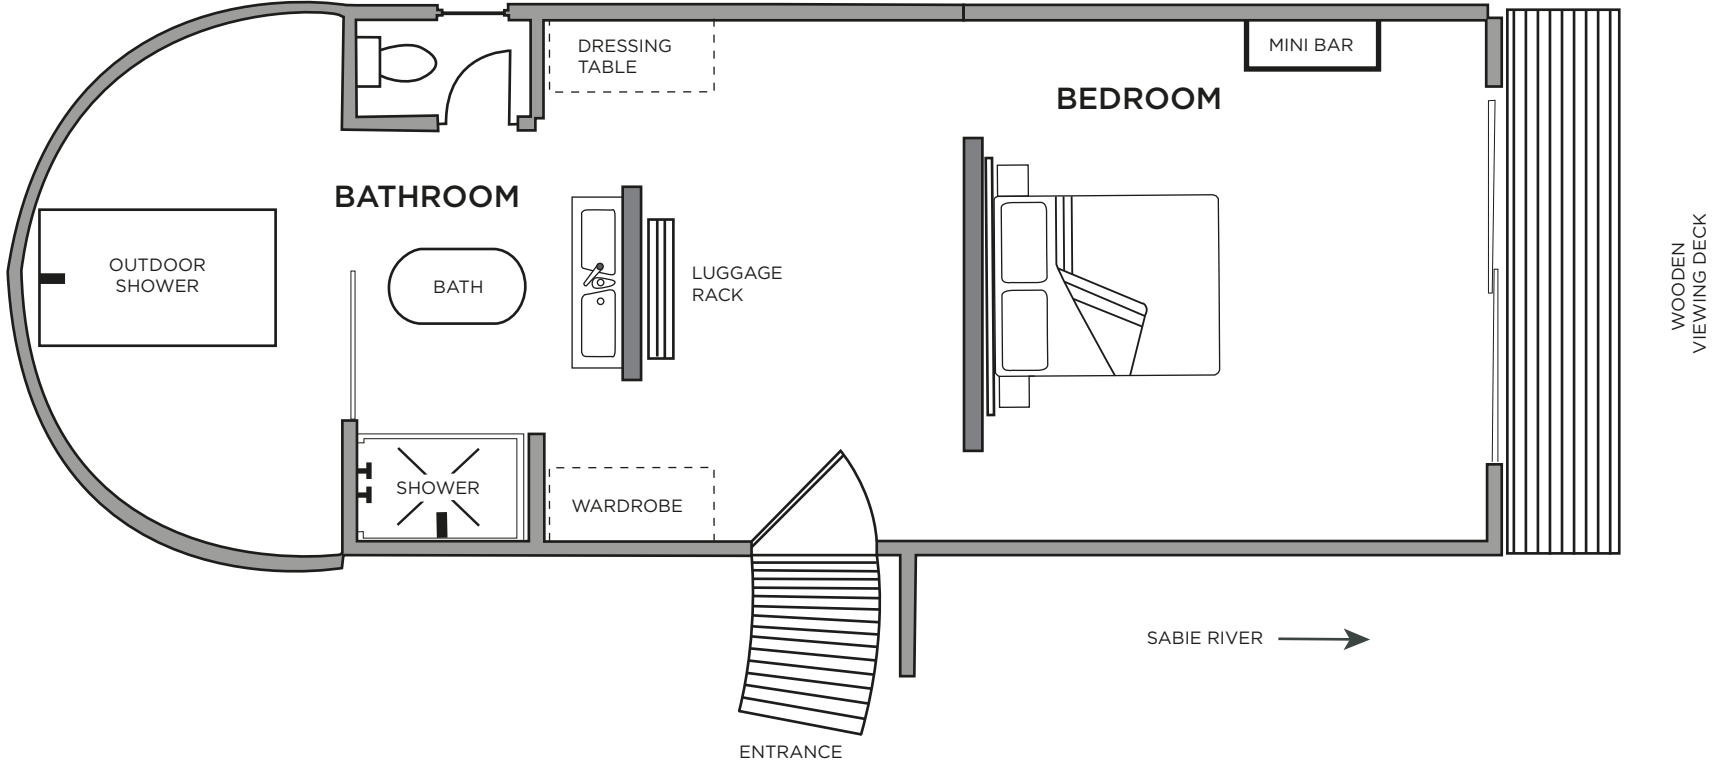 DRESSING
TABLE
MINI BAR
BEDROOM
BATHROOM
OUTDOOR
SHOWER
BATH
LUGGAGE
RACK
WOODEN
VIEWING DECK
SHOWER
WARDROBE
SABIE RIVER
ENTRANCE